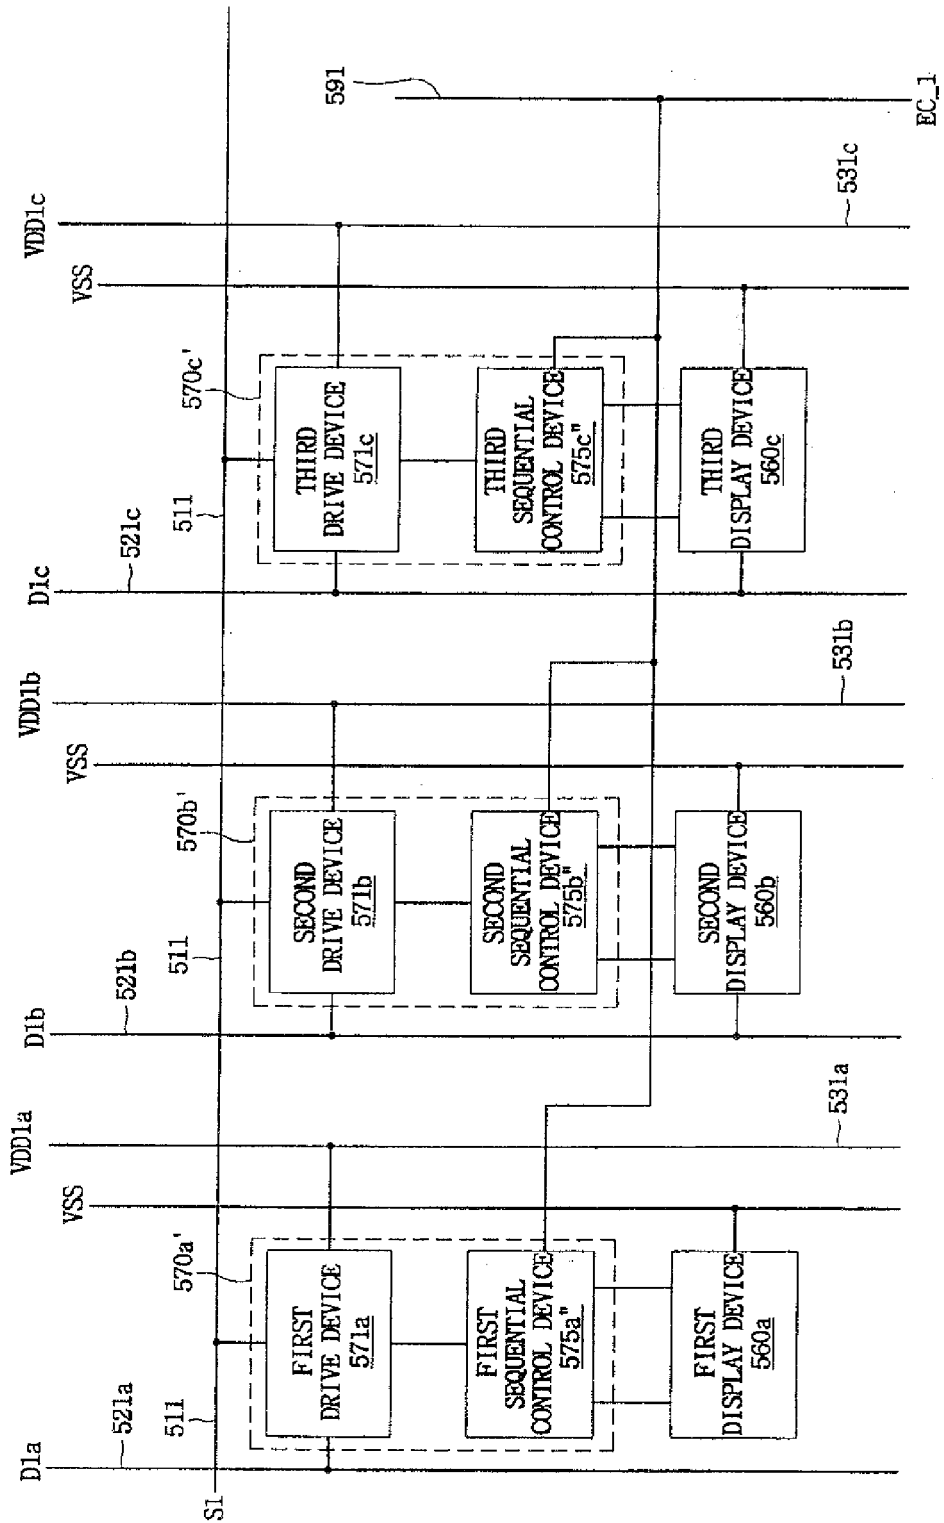 D1a
521a
VSS
VDD1a
D1b
521b
VSS
VDD1b
D1c
521c
VSS
VDD1c
S1
511
570a'
511
570b'
511
570c'
591
FIRST
DRIVE DEVICE
571a
SECOND
DRIVE DEVICE
571b
THIRD
DRIVE DEVICE
571c
FIRST
SEQUENTIAL
CONTROL DEVICE
575a"
SECOND
SEQUENTIAL
CONTROL DEVICE
575b"
THIRD
SEQUENTIAL
CONTROL DEVICE
575c"
FIRST
DISPLAY DEVICE
560a
SECOND
DISPLAY DEVICE
560b
THIRD
DISPLAY DEVICE
560c
531a
531b
531c
EC_1